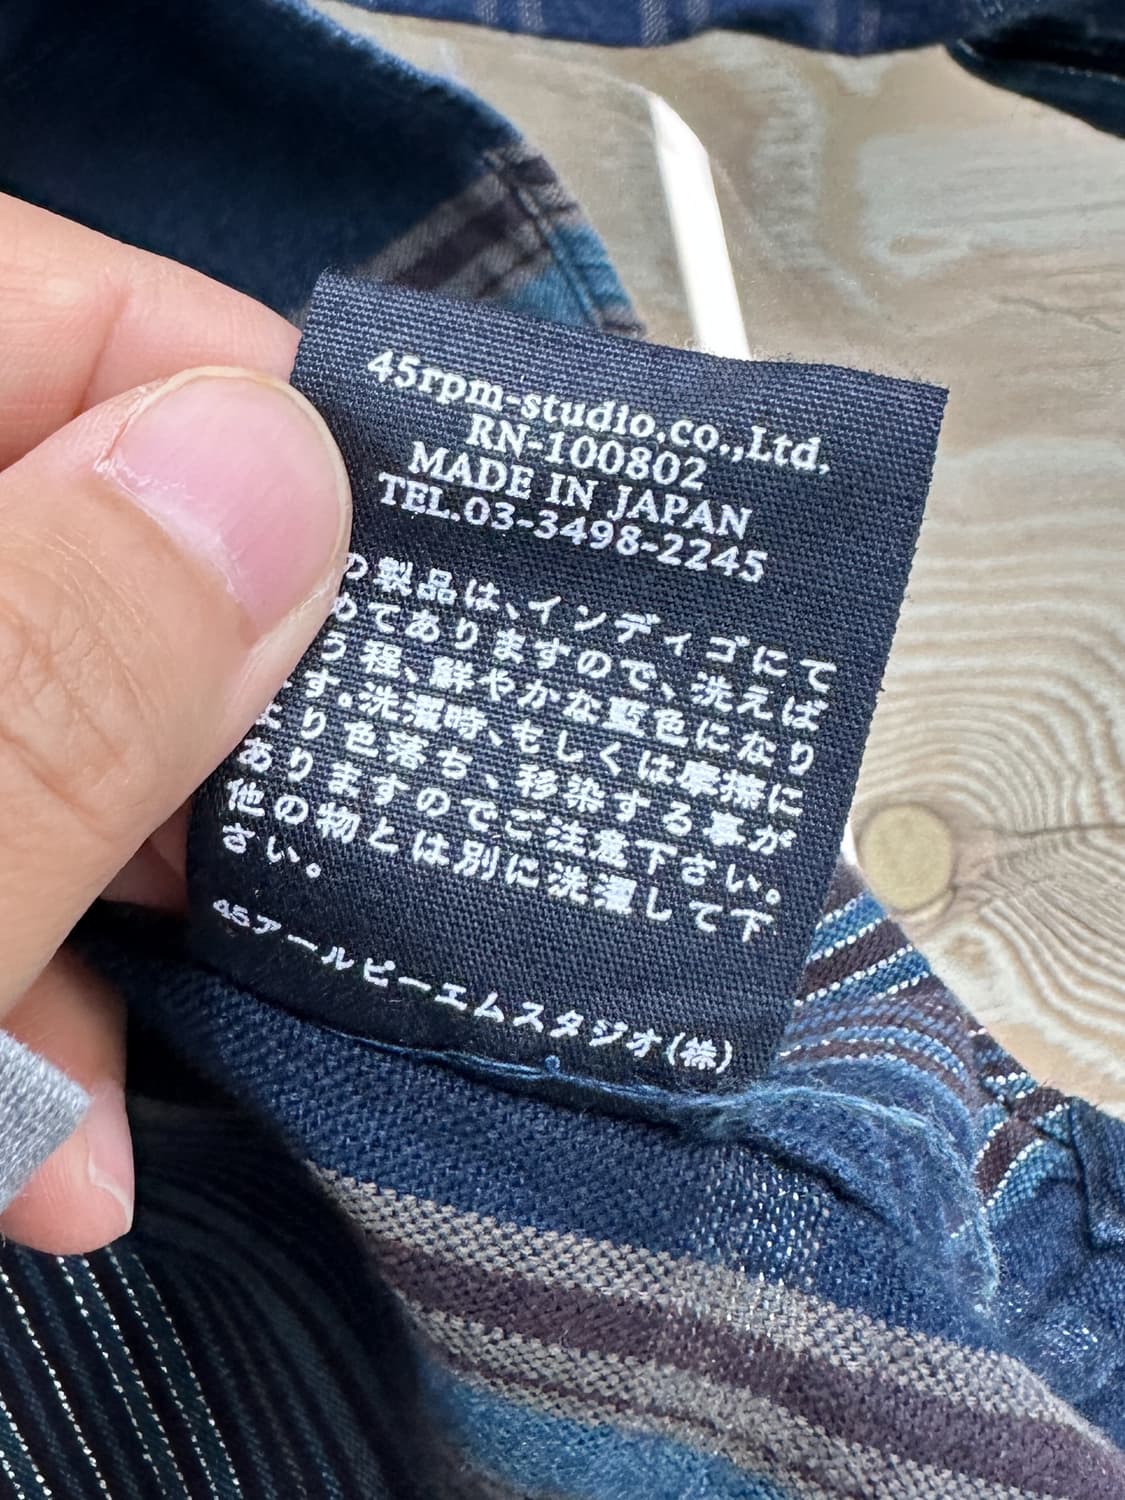 45rpm-studio.co.,Ltd.
RN-100802
MADE IN JAPAN
TEL.03-3498-2245
の製品は、インディゴにて
めてありますので、洗えば
う程、鮮やかな藍色になり
ます。洗濯時、もしくは摩擦に
より色落ち、移染する事が
ありますのでご注意下さい。
他の物とは別に洗濯して下
さい。
45アールピーエムスタジオ(株)